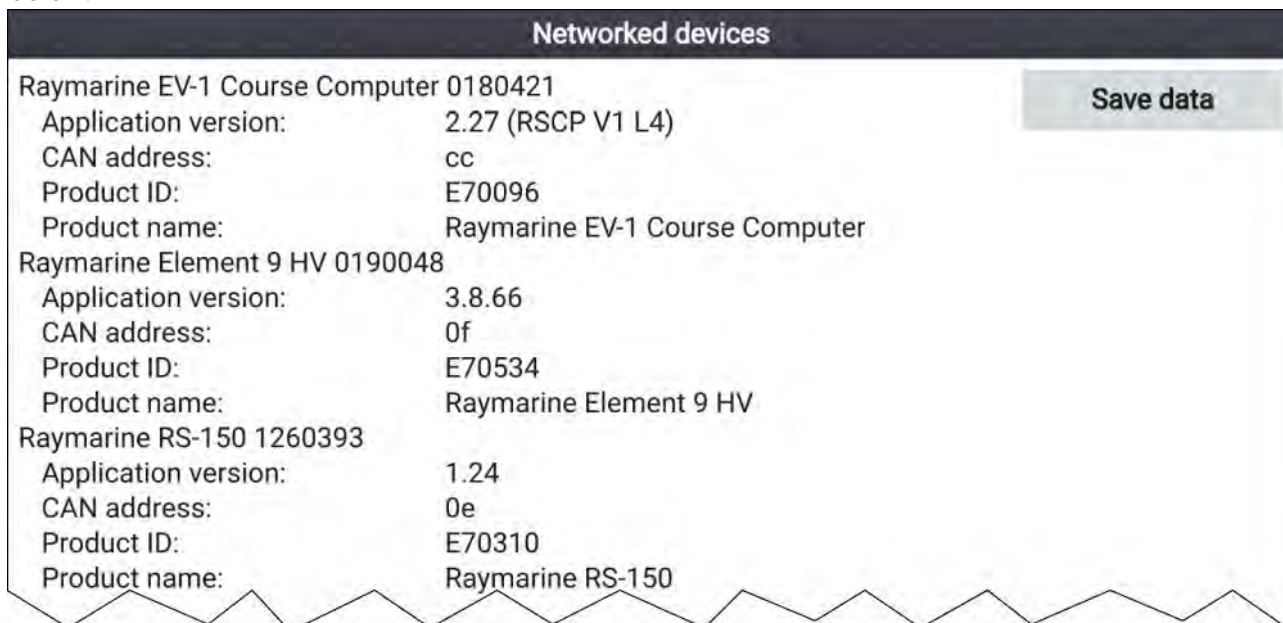 Networked devices
Save data
Raymarine EV-1 Course Computer 0180421
Application version: 2.27 (RSCP V1 L4)
CAN address: cc
Product ID: E70096
Product name: Raymarine EV-1 Course Computer
Raymarine Element 9 HV 0190048
Application version: 3.8.66
CAN address: 0f
Product ID: E70534
Product name: Raymarine Element 9 HV
Raymarine RS-150 1260393
Application version: 1.24
CAN address: 0e
Product ID: E70310
Product name: Raymarine RS-150